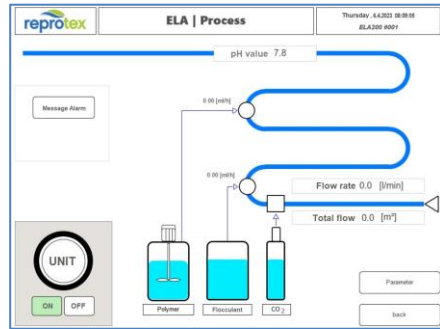 reprotex
ELA | Process
Thursday , 6.4.2023 08:09:05
ELA200 #001
pH value 7.8
Message Alarm
0.00 [ml/h]
0.00 [ml/h]
Flow rate 0.0 [l/min]
Total flow 0.0 [m³]
UNIT
ON OFF
Polymer
Flocculant
CO2
Parameter
back